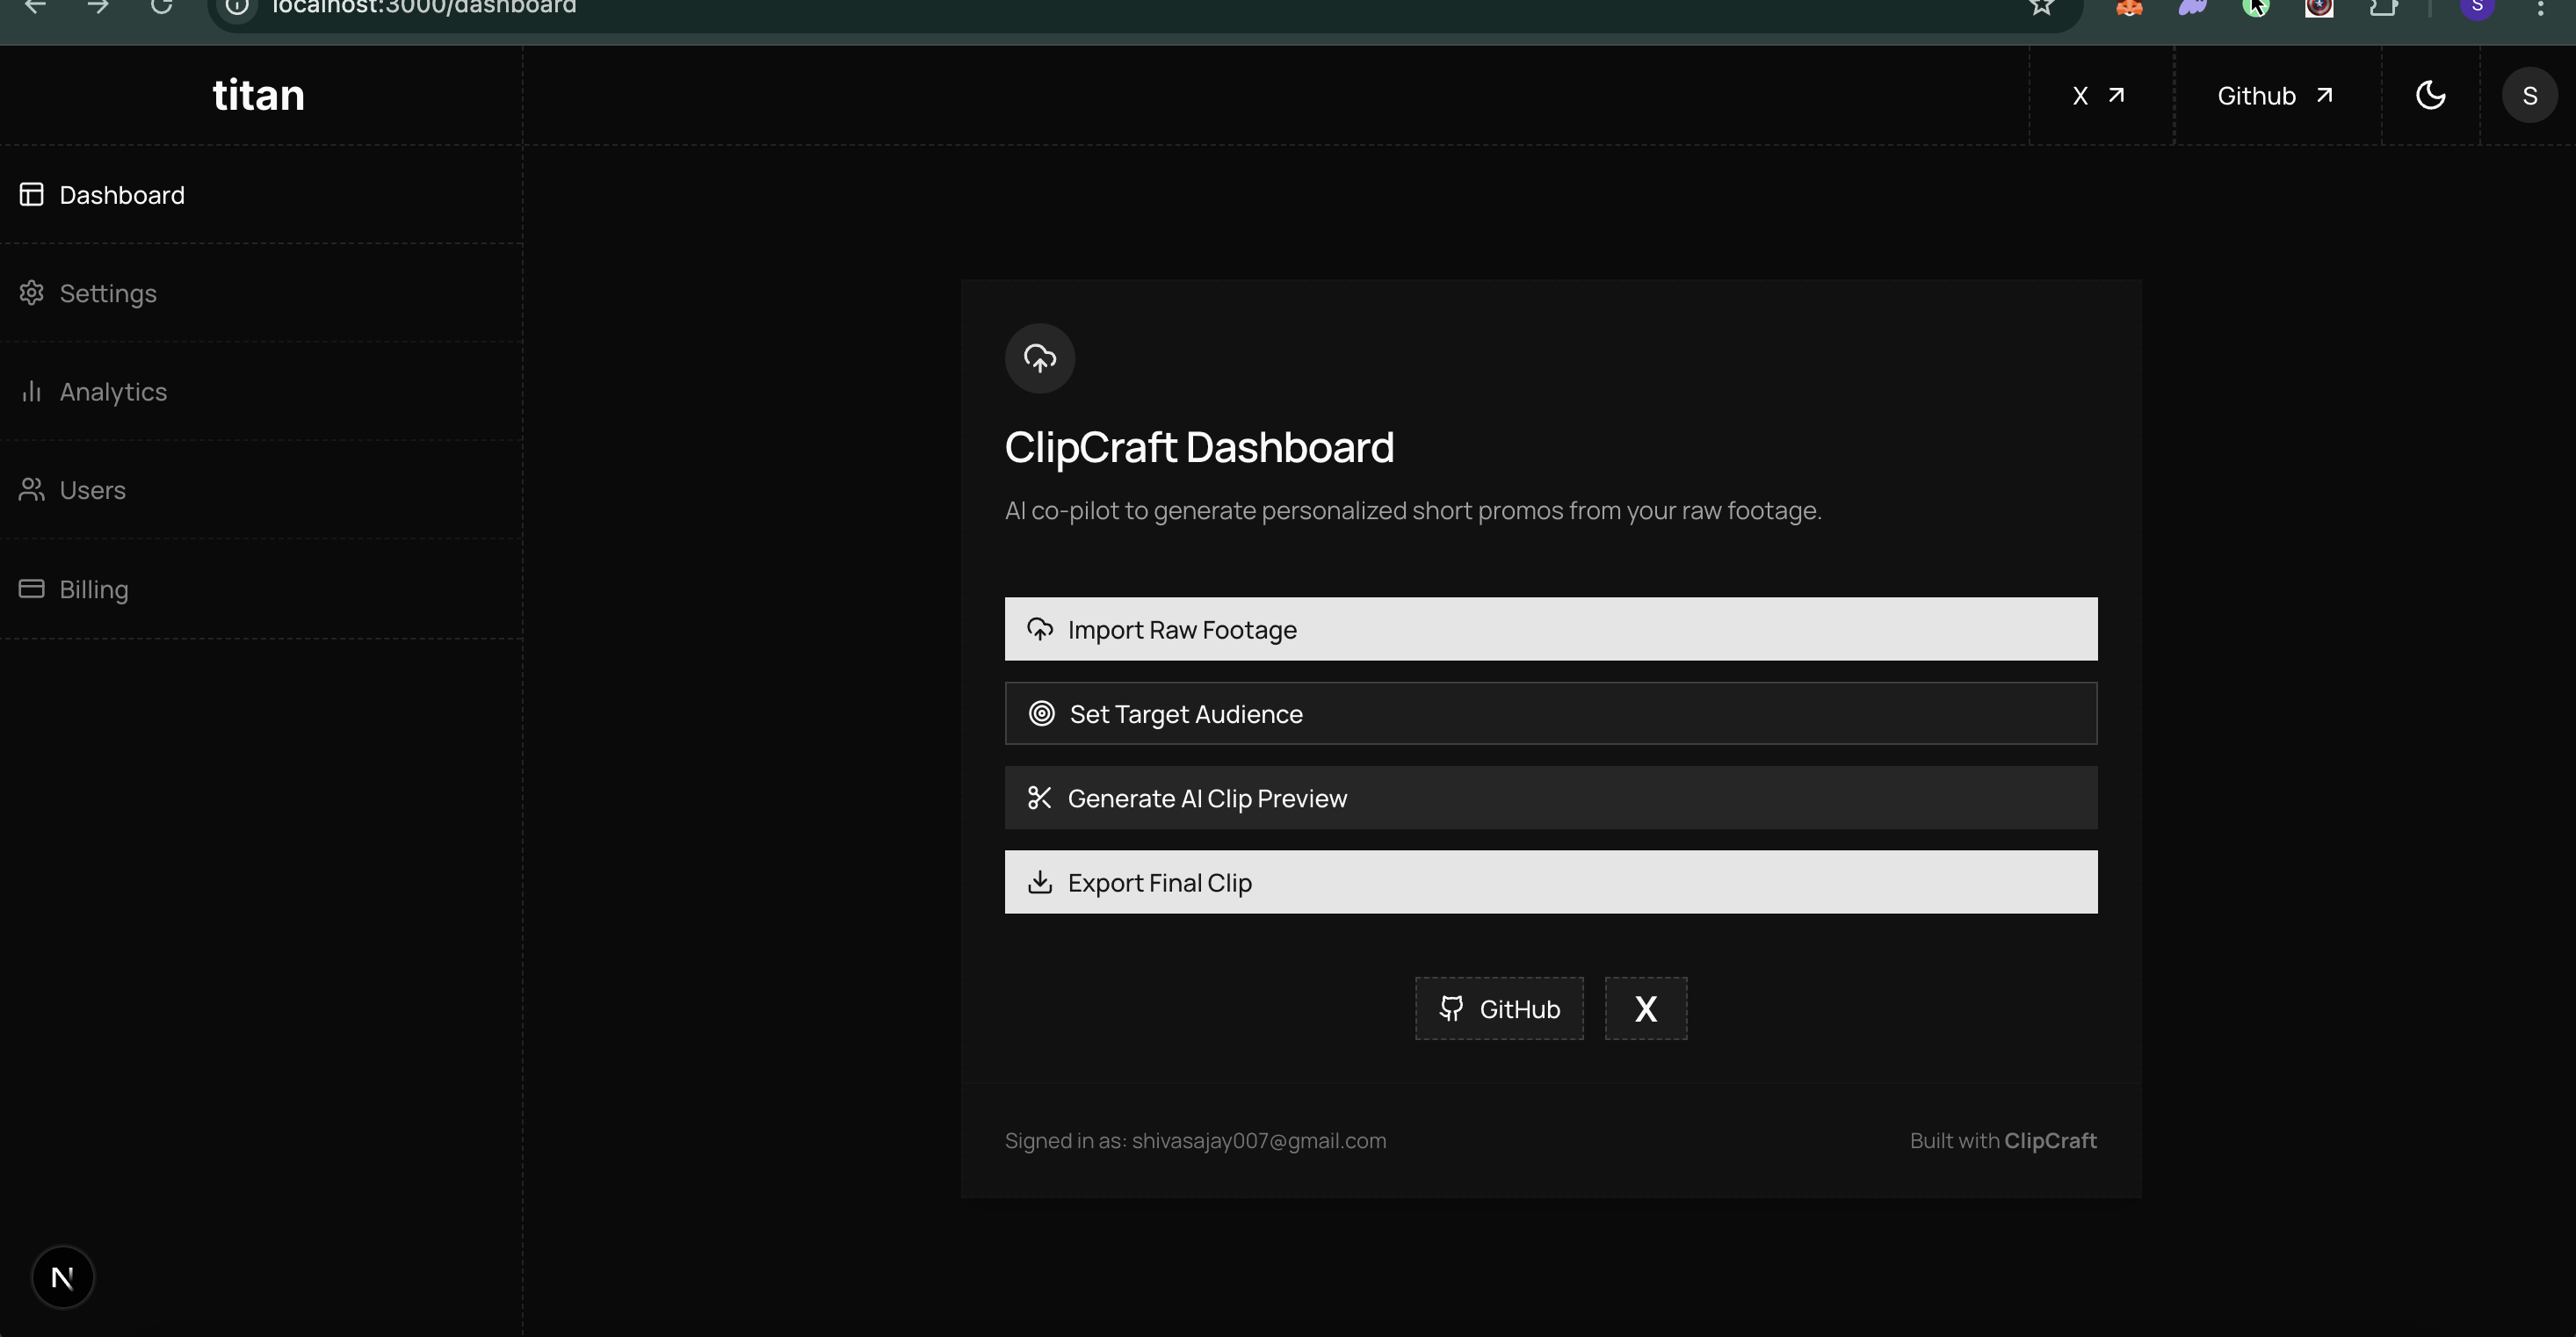 localhost:3000/dashboard
S
titan
X
Github
S
Dashboard
Settings
Analytics
Users
Billing
ClipCraft Dashboard
AI co-pilot to generate personalized short promos from your raw footage.
Import Raw Footage
Set Target Audience
Generate AI Clip Preview
Export Final Clip
GitHub
X
Signed in as: shivasajay007@gmail.com
Built with ClipCraft
N